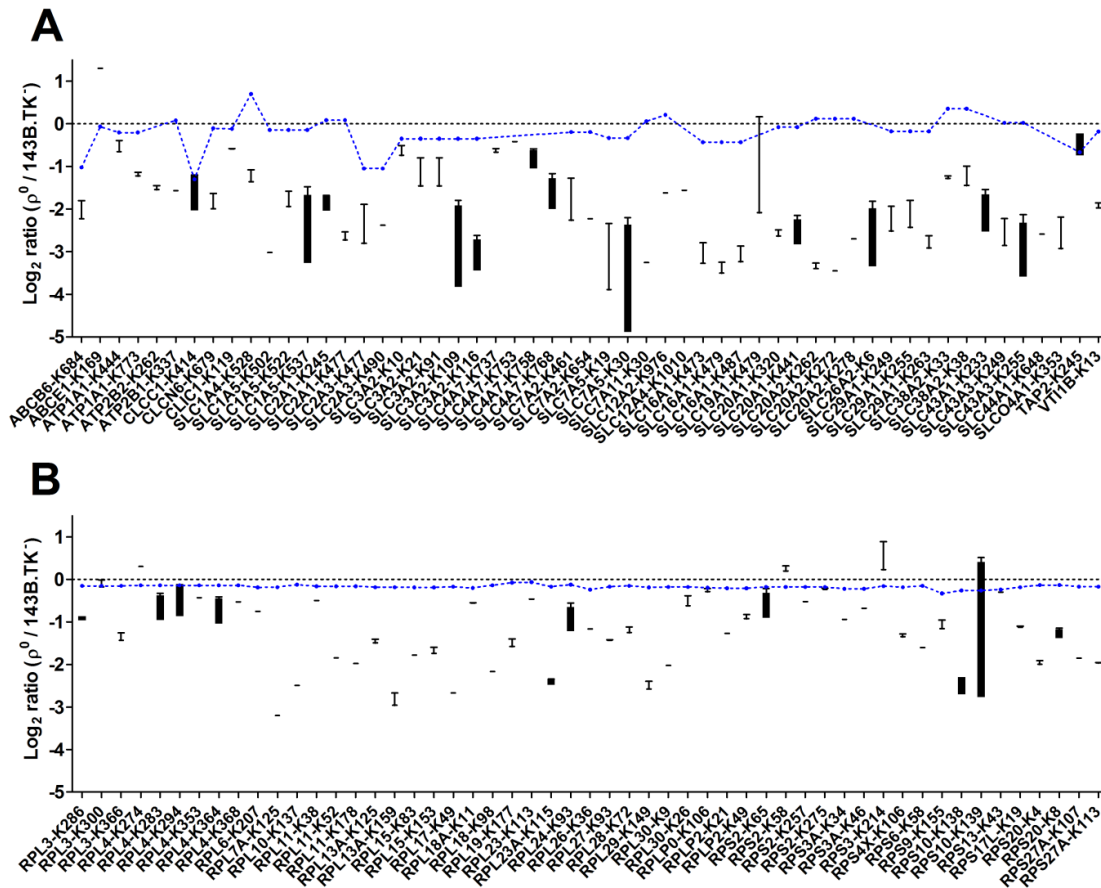 A
Log₂ ratio (ρ⁰ / 143B.TK⁻)
1
0
-1
-2
-3
-4
-5
ABCB6-K684
ABCE1-K169
ATP1A1-K444
ATP1A1-K773
ATP2B2-K262
ATP2B1-K337
CLCC1-K414
CLCN6-K679
CLIC1-K119
SLC1A4-K528
SLC1A5-K502
SLC1A5-K522
SLC1A5-K537
SLC2A1-K245
SLC2A1-K477
SLC2A3-K477
SLC2A3-K490
SLC3A2-K10
SLC3A2-K21
SLC3A2-K91
SLC3A2-K109
SLC3A2-K116
SLC4A7-K737
SLC4A7-K753
SLC4A7-K758
SLC4A7-K768
SLC7A2-K461
SLC7A2-K654
SLC7A5-K19
SLC7A5-K30
SLC7A11-K30
SLC12A2-K976
SLC12A4-K1010
SLC16A1-K473
SLC16A1-K479
SLC16A1-K497
SLC19A1-K479
SLC20A1-K320
SLC20A1-K441
SLC20A2-K262
SLC20A2-K272
SLC20A2-K278
SLC26A2-K6
SLC29A1-K249
SLC29A1-K255
SLC29A1-K263
SLC38A2-K333
SLC38A2-K38
SLC43A1-K233
SLC43A3-K249
SLC43A3-K255
SLC44A1-K648
SLCO4A1-K353
TAP2-K245
VTI1B-K13
B
Log₂ ratio (ρ⁰ / 143B.TK⁻)
1
0
-1
-2
-3
-4
-5
RPL3-K286
RPL3-K300
RPL3-K366
RPL4-K274
RPL4-K283
RPL4-K294
RPL4-K353
RPL4-K364
RPL4-K368
RPL6-K207
RPL7A-K125
RPL10-K137
RPL11-K38
RPL11-K52
RPL11-K178
RPL13A-K125
RPL13A-K159
RPL15-K83
RPL15-K153
RPL17-K49
RPL18A-K11
RPL18-K98
RPL19-K177
RPL23-K113
RPL23A-K115
RPL24-K93
RPL26-K36
RPL27-K93
RPL28-K72
RPL29-K149
RPL30-K9
RPL30-K26
RPLP0-K106
RPLP2-K21
RPLP2-K49
RPS2-K65
RPS2-K58
RPS2-K257
RPS2-K275
RPS3A-K34
RPS3A-K46
RPS3-K214
RPSAX-K106
RPS6-K58
RPS9-K155
RPS10-K138
RPS10-K139
RPS13-K43
RPS17L-K19
RPS20-K4
RPS20-K8
RPS27A-K107
RPS27A-K113